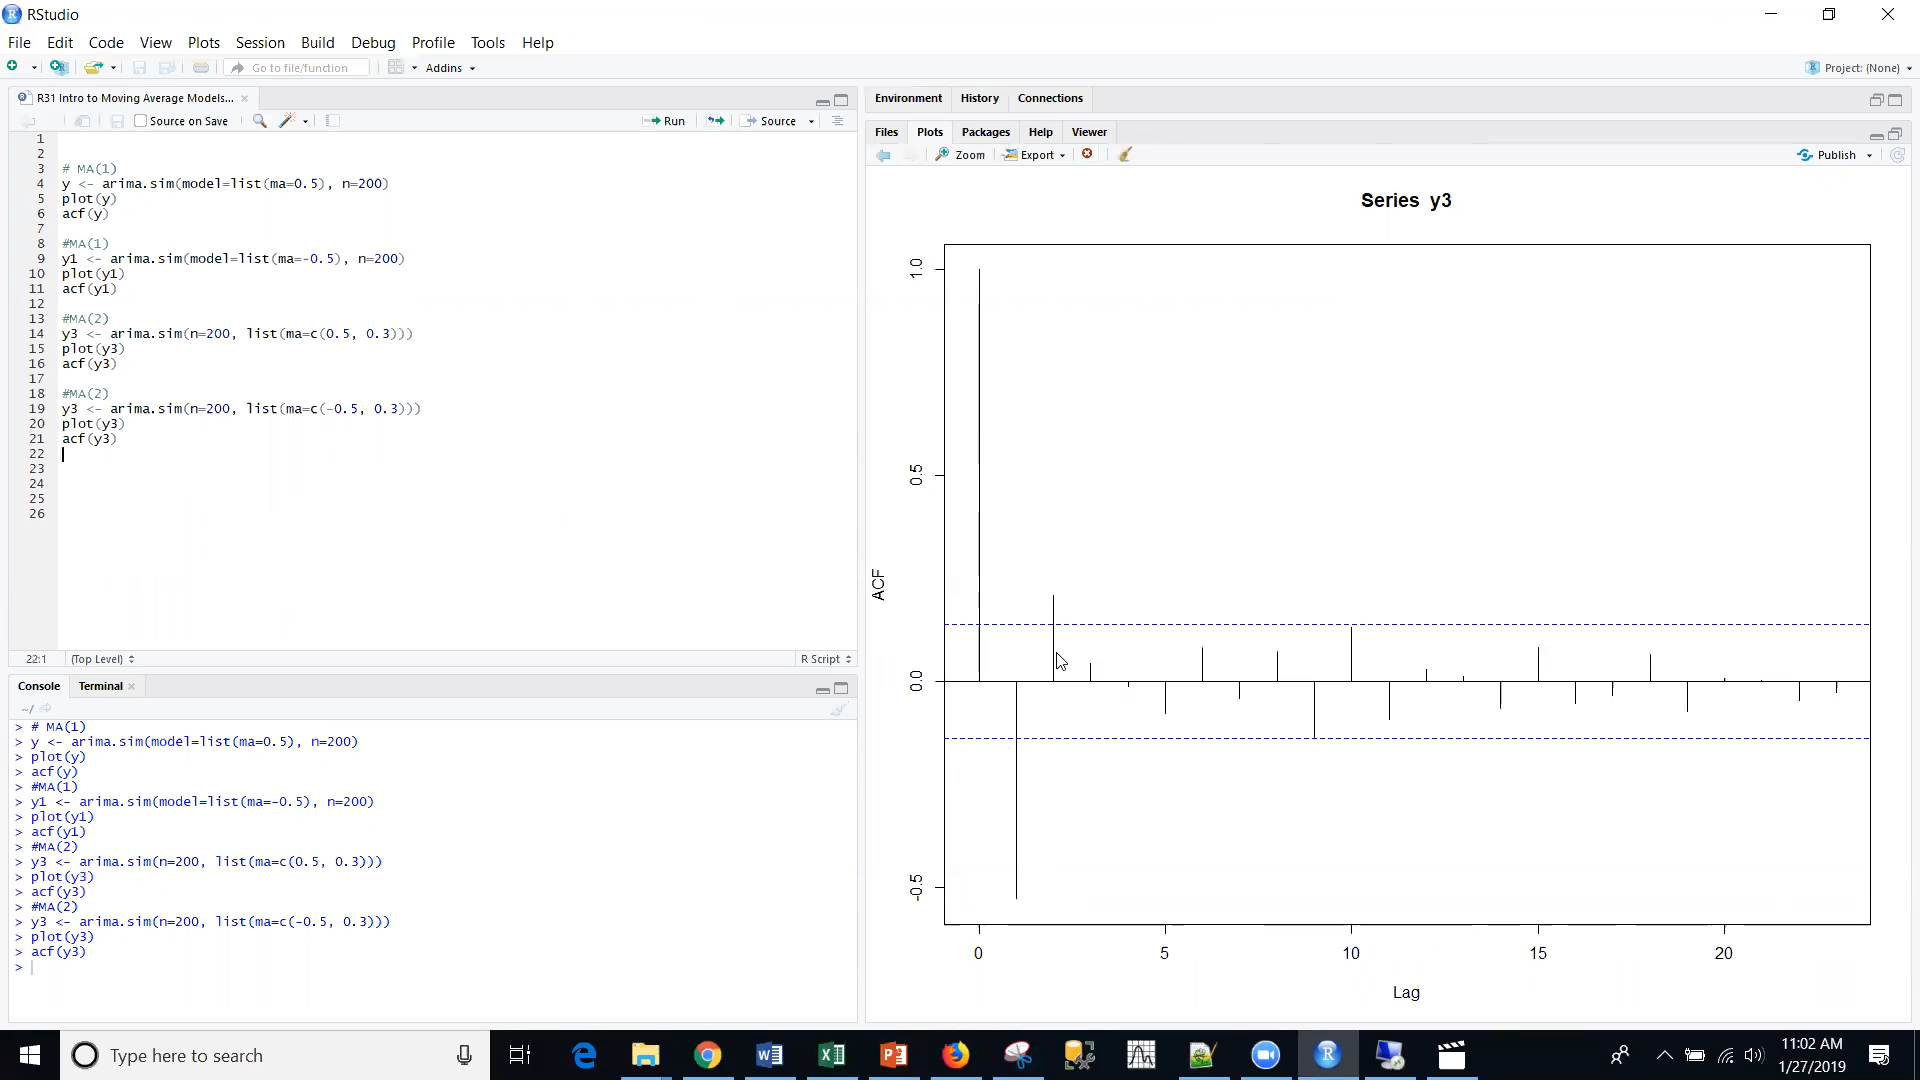 RStudio
File Edit Code View Plots Session Build Debug Profile Tools Help
Go to file/function Addins Project: (None)
R31 Intro to Moving Average Models...
Source on Save Run Source
1
2
3 # MA(1)
4 y <- arima.sim(model=list(ma=0.5), n=200)
5 plot(y)
6 acf(y)
7
8 #MA(1)
9 y1 <- arima.sim(model=list(ma=-0.5), n=200)
10 plot(y1)
11 acf(y1)
12
13 #MA(2)
14 y3 <- arima.sim(n=200, list(ma=c(0.5, 0.3)))
15 plot(y3)
16 acf(y3)
17
18 #MA(2)
19 y3 <- arima.sim(n=200, list(ma=c(-0.5, 0.3)))
20 plot(y3)
21 acf(y3)
22
23
24
25
26
22:1 (Top Level) R Script
Console Terminal
~/
> # MA(1)
> y <- arima.sim(model=list(ma=0.5), n=200)
> plot(y)
> acf(y)
> #MA(1)
> y1 <- arima.sim(model=list(ma=-0.5), n=200)
> plot(y1)
> acf(y1)
> #MA(2)
> y3 <- arima.sim(n=200, list(ma=c(0.5, 0.3)))
> plot(y3)
> acf(y3)
> #MA(2)
> y3 <- arima.sim(n=200, list(ma=c(-0.5, 0.3)))
> plot(y3)
> acf(y3)
>
Environment History Connections
Files Plots Packages Help Viewer
Zoom Export Publish
Series y3
1.0
0.5
0.0
-0.5
ACF
0 5 10 15 20
Lag
Type here to search
11:02 AM
1/27/2019